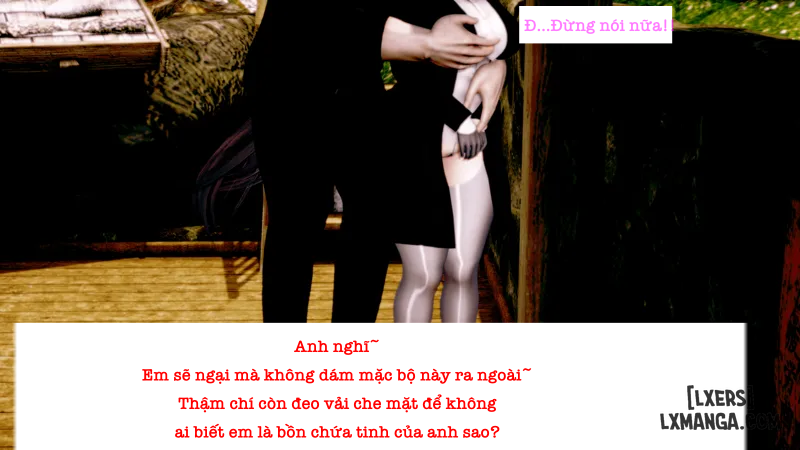 Đ...Đừng nói nữa!!
Anh nghĩ~
Em sẽ ngại mà không dám mặc bộ này ra ngoài~
Thậm chí còn đeo vải che mặt để không
ai biết em là bồn chứa tinh của anh sao?
[LXERS]
LXMANGA.COM